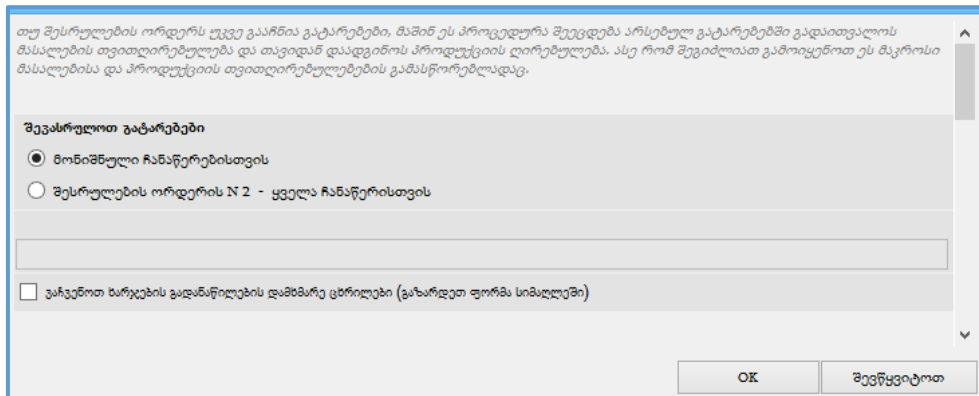 თუ შესრულების ორდერს უკვე გააჩნია გატარებები, მაშინ ეს პროცედურა შეეცდება არსებულ გატარებებში გადაითვალოს
მასალების თვითღირებულება და თავიდან დაადგინოს პროდუქციის ღირებულება. ასე რომ შეგიძლიათ გამოიყენოთ ეს მაკროსი
მასალებისა და პროდუქციის თვითღირებულებების გამასწორებლადაც.
შევასრულოთ გატარებები
მონიშნული ჩანაწერებისთვის
შესრულების ორდერის N 2 - ყველა ჩანაწერისთვის
ვაჩვენოთ ხარჯების გადანაწილების დამხმარე ცხრილები (გაზარდეთ ფორმა სიმაღლეში)
OK
შევწყვიტოთ